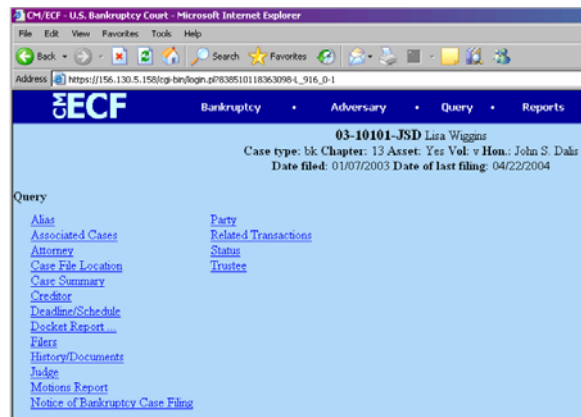 CM/ECF - U.S. Bankruptcy Court - Microsoft Internet Explorer
File Edit View Favorites Tools Help
Back Search Favorites
Address https://156.130.5.158/cgi-bin/login.pl?838510118363098-L_916_0-1
CM ECF Bankruptcy • Adversary • Query • Reports
03-10101-JSD Lisa Wiggins
Case type: bk Chapter: 13 Asset: Yes Vol: v Hon.: John S. Dalis
Date filed: 01/07/2003 Date of last filing: 04/22/2004
Query
Alias Party
Associated Cases Related Transactions
Attorney Status
Case File Location Trustee
Case Summary
Creditor
Deadline/Schedule
Docket Report ...
Filers
History/Documents
Judge
Motions Report
Notice of Bankruptcy Case Filing